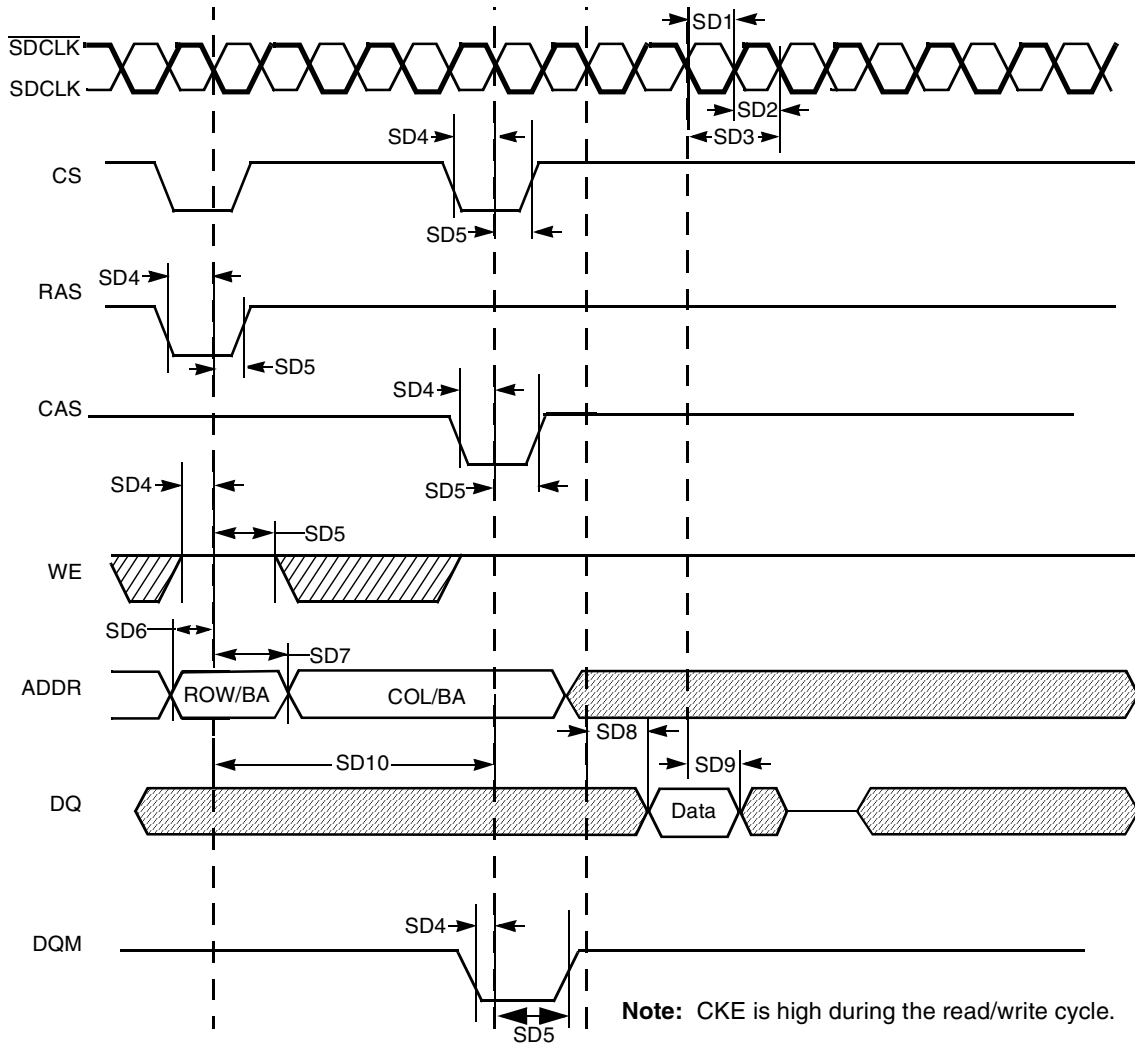 SD1
SDCLK
SDCLK
SD2
SD4
SD3
CS
SD5
SD4
RAS
SD5
SD4
CAS
SD4
SD5
SD5
WE
SD6
SD7
ADDR
ROW/BA
COL/BA
SD8
SD10
SD9
DQ
Data
SD4
DQM
Note: CKE is high during the read/write cycle.
SD5